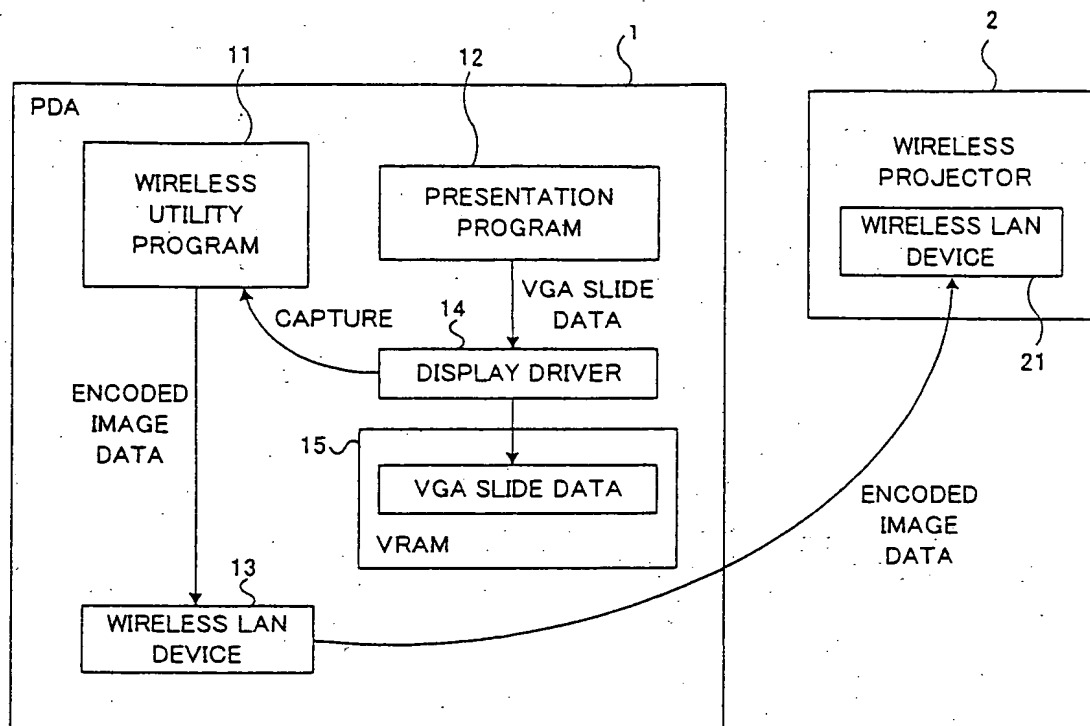 1
2
11
12
PDA
WIRELESS
UTILITY
PROGRAM
PRESENTATION
PROGRAM
WIRELESS
PROJECTOR
WIRELESS LAN
DEVICE
21
VGA SLIDE
DATA
CAPTURE
14
DISPLAY DRIVER
ENCODED
IMAGE
DATA
15
VGA SLIDE DATA
VRAM
ENCODED
IMAGE
DATA
13
WIRELESS LAN
DEVICE